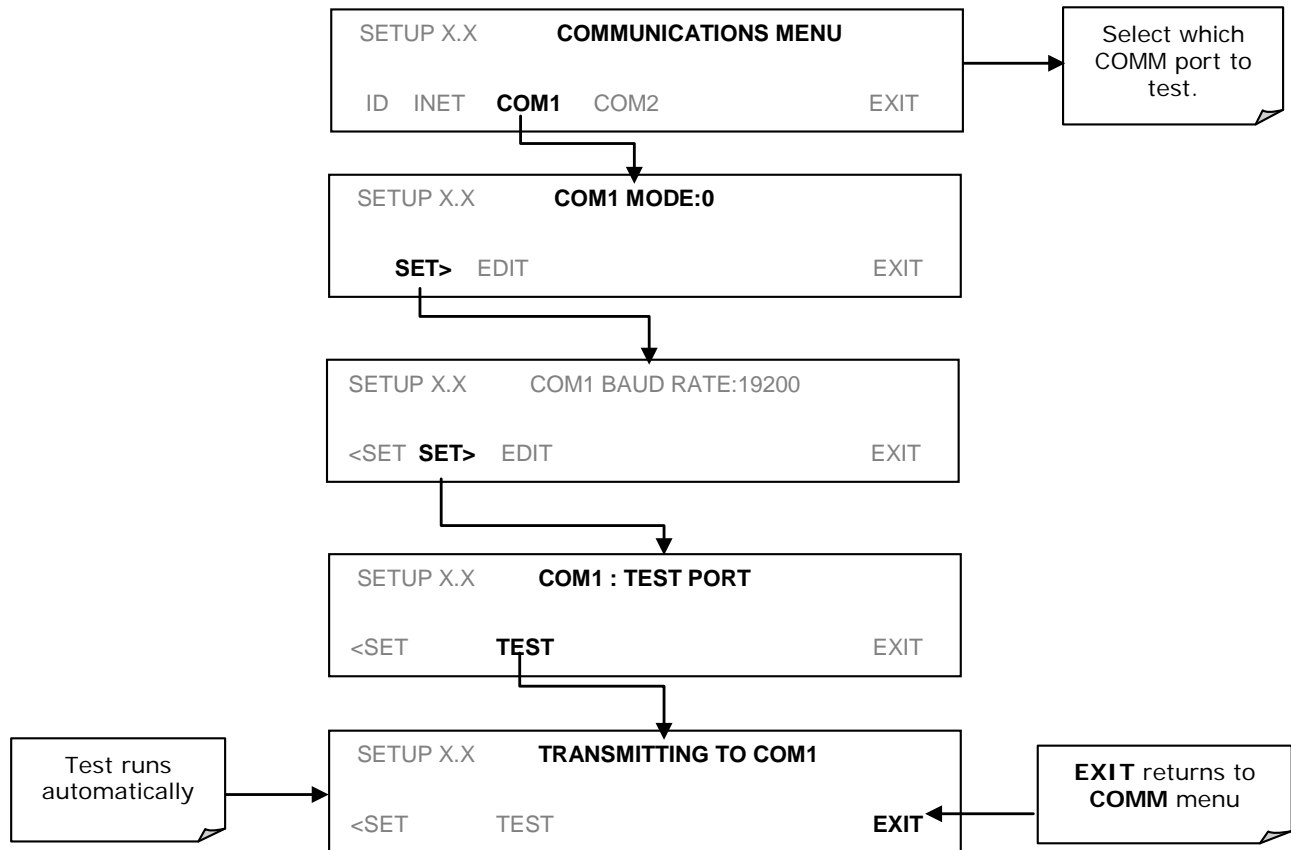 SETUP X.X COMMUNICATIONS MENU
ID INET COM1 COM2 EXIT
Select which
COMM port to
test.
SETUP X.X COM1 MODE:0
SET> EDIT EXIT
SETUP X.X COM1 BAUD RATE:19200
<SET SET> EDIT EXIT
SETUP X.X COM1 : TEST PORT
<SET TEST EXIT
Test runs
automatically
SETUP X.X TRANSMITTING TO COM1
<SET TEST EXIT
EXIT returns to
COMM menu